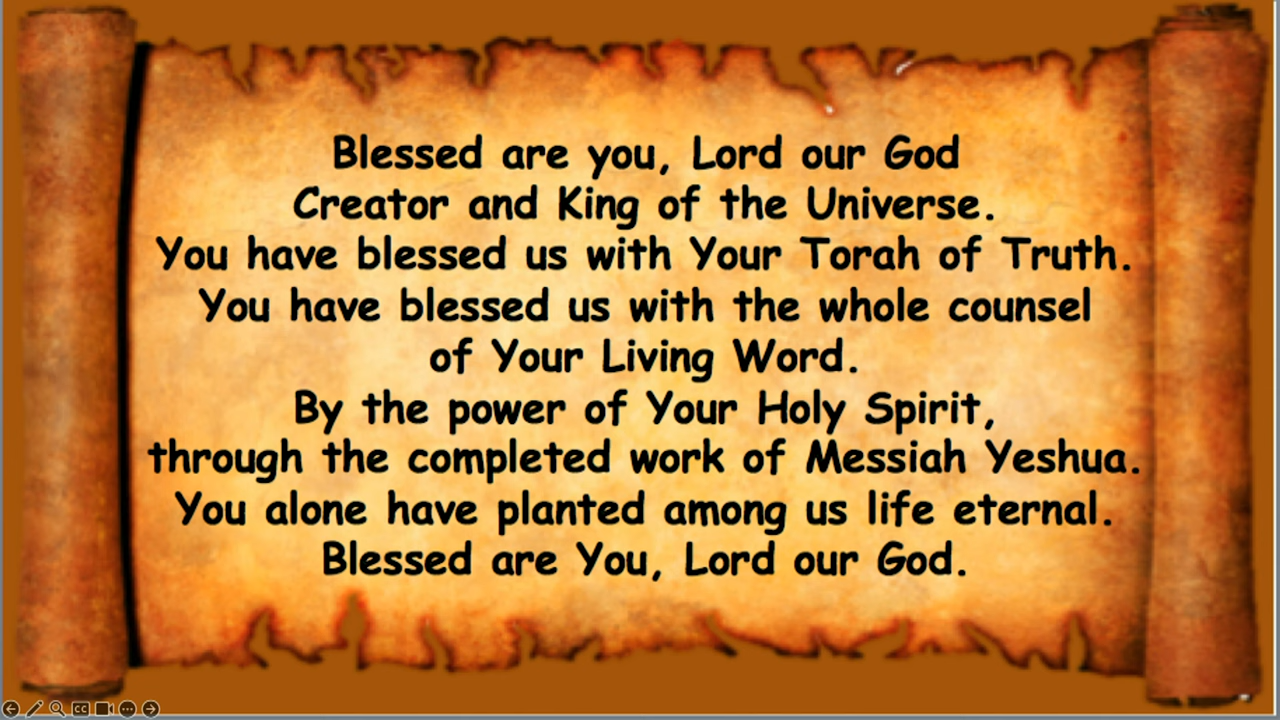 Blessed are you, Lord our God
Creator and King of the Universe.
You have blessed us with Your Torah of Truth.
You have blessed us with the whole counsel
of Your Living Word.
By the power of Your Holy Spirit,
through the completed work of Messiah Yeshua.
You alone have planted among us life eternal.
Blessed are You, Lord our God.
CC